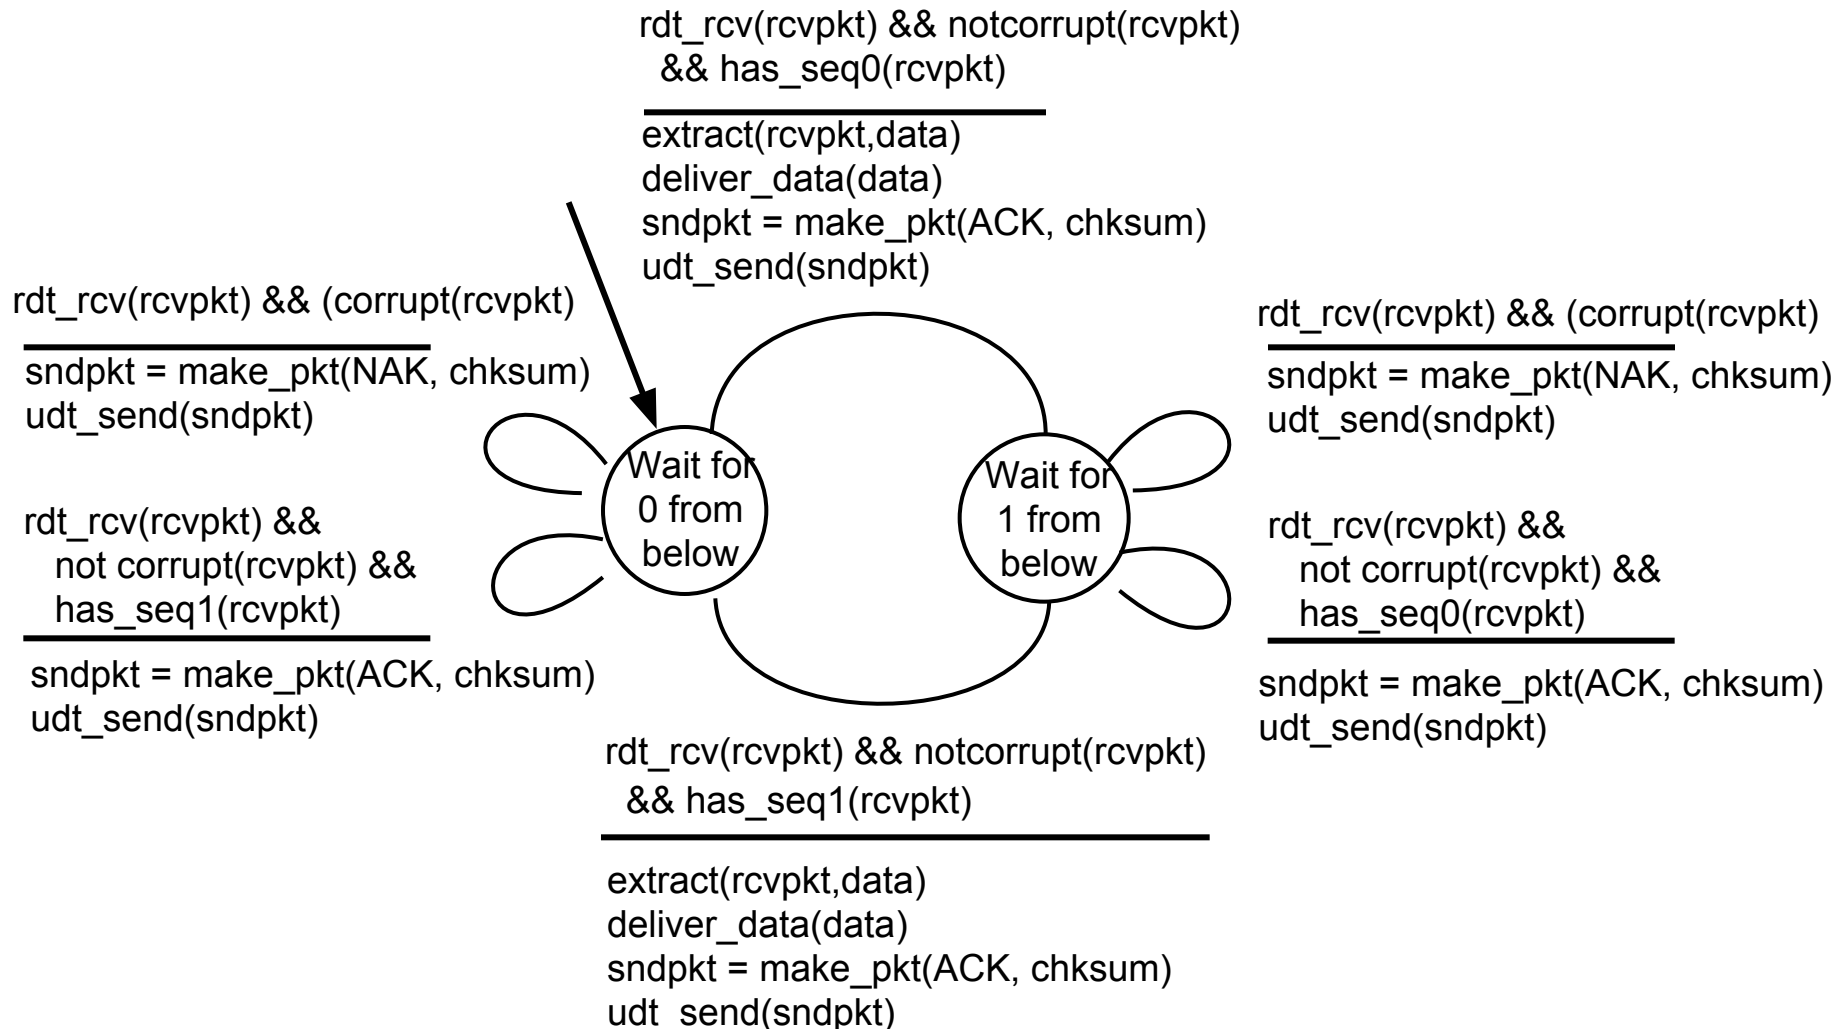 rdt_rcv(rcvpkt) && notcorrupt(rcvpkt)
&& has_seq0(rcvpkt)
extract(rcvpkt,data)
deliver_data(data)
sndpkt = make_pkt(ACK, chksum)
udt_send(sndpkt)
rdt_rcv(rcvpkt) && (corrupt(rcvpkt)
sndpkt = make_pkt(NAK, chksum)
udt_send(sndpkt)
rdt_rcv(rcvpkt) &&
not corrupt(rcvpkt) &&
has_seq1(rcvpkt)
sndpkt = make_pkt(ACK, chksum)
udt_send(sndpkt)
Wait for
0 from
below
Wait for
1 from
below
rdt_rcv(rcvpkt) && (corrupt(rcvpkt)
sndpkt = make_pkt(NAK, chksum)
udt_send(sndpkt)
rdt_rcv(rcvpkt) &&
not corrupt(rcvpkt) &&
has_seq0(rcvpkt)
sndpkt = make_pkt(ACK, chksum)
udt_send(sndpkt)
rdt_rcv(rcvpkt) && notcorrupt(rcvpkt)
&& has_seq1(rcvpkt)
extract(rcvpkt,data)
deliver_data(data)
sndpkt = make_pkt(ACK, chksum)
udt_send(sndpkt)